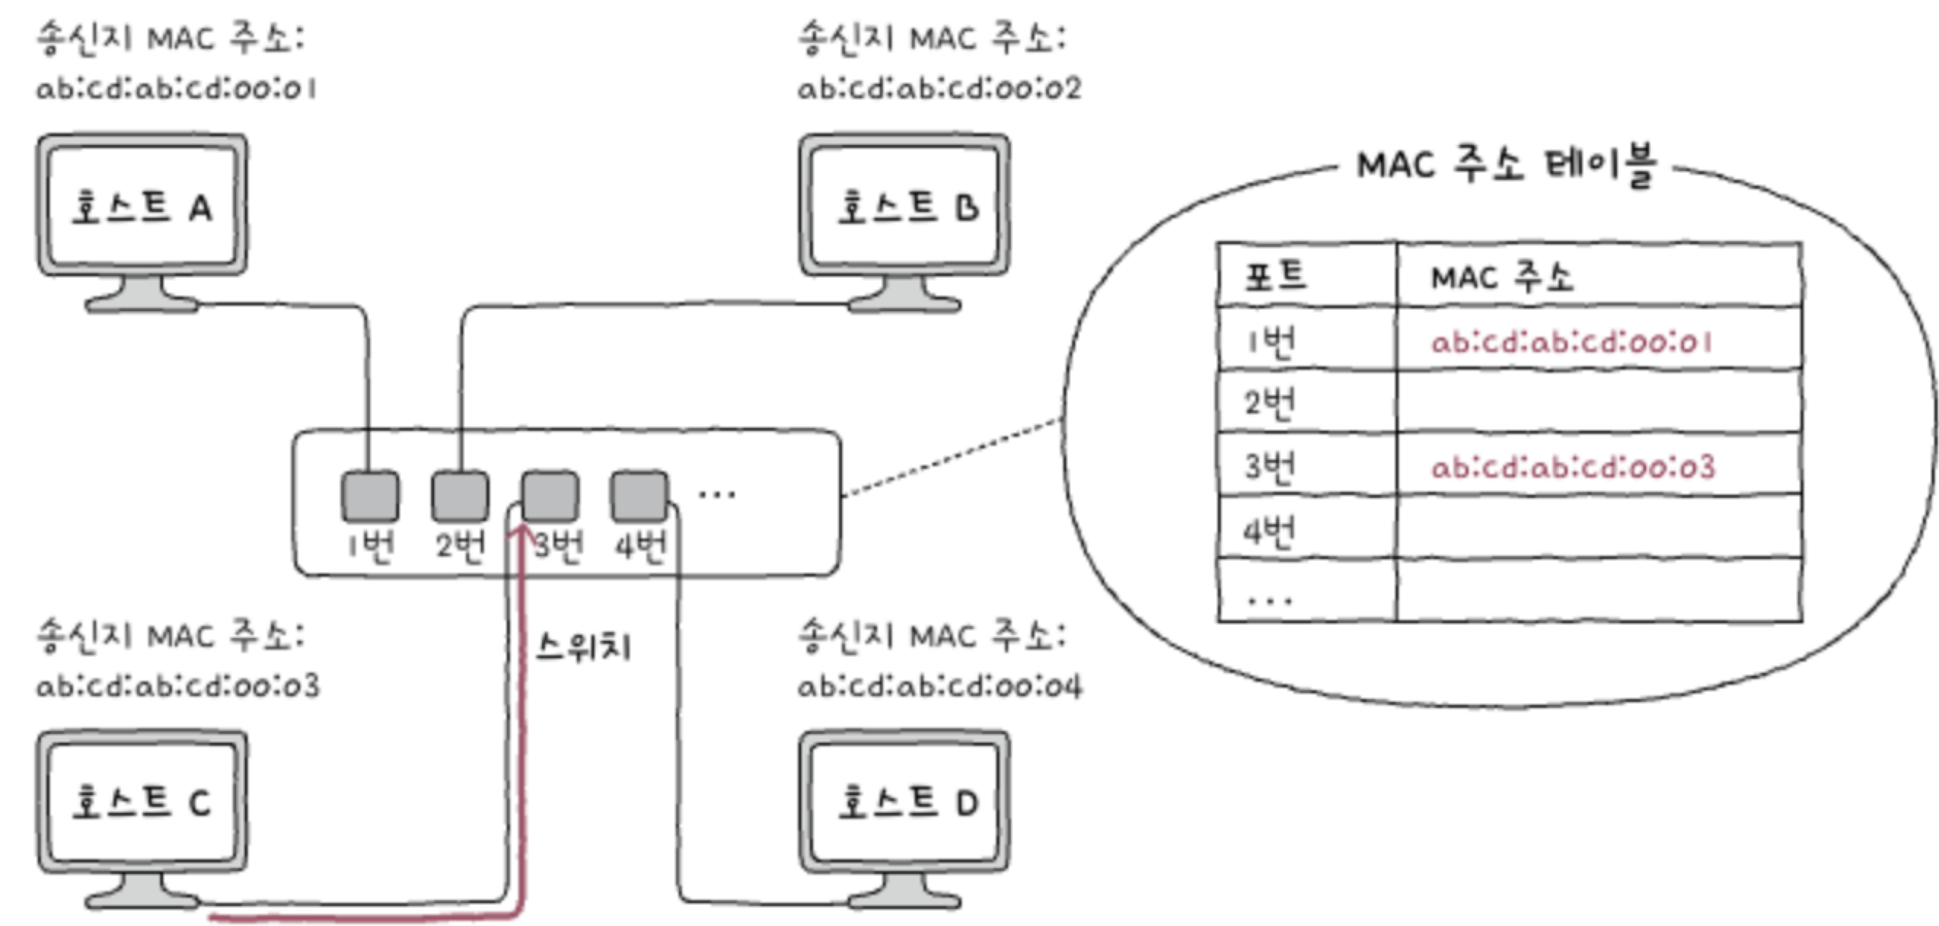 송신지 MAC 주소:
ab:cd:ab:cd:00:01
호스트 A
송신지 MAC 주소:
ab:cd:ab:cd:00:02
호스트 B
1번 2번 3번 4번 ...
스위치
송신지 MAC 주소:
ab:cd:ab:cd:00:03
호스트 C
송신지 MAC 주소:
ab:cd:ab:cd:00:04
호스트 D
MAC 주소 테이블
포트 MAC 주소
1번 ab:cd:ab:cd:00:01
2번
3번 ab:cd:ab:cd:00:03
4번
...